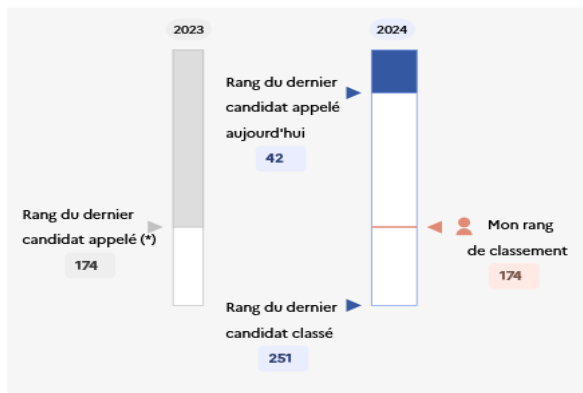 2023
2024
Rang du dernier
candidat appelé
aujourd'hui
42
Rang du dernier
candidat appelé (*)
174
Mon rang
de classement
174
Rang du dernier
candidat classé
251